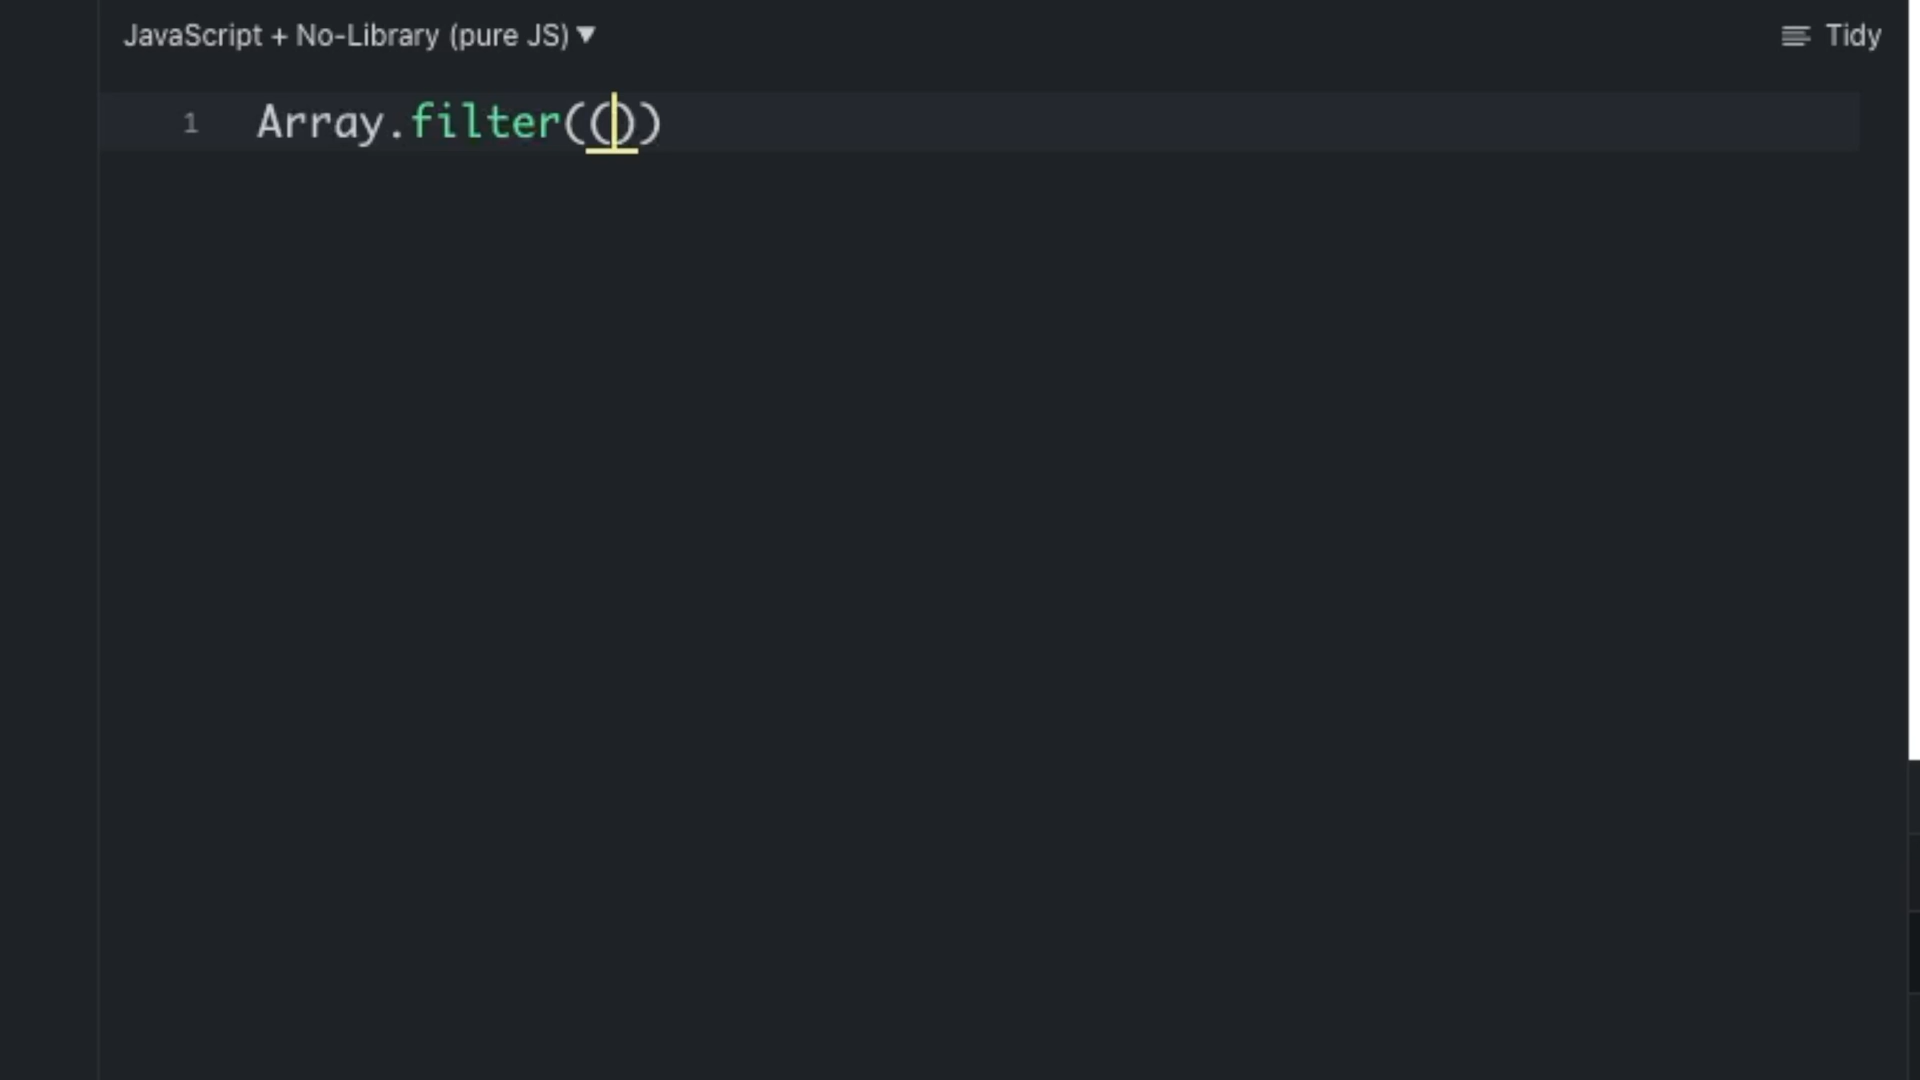 JavaScript + No-Library (pure JS) ▼
Tidy
1 Array.filter(())